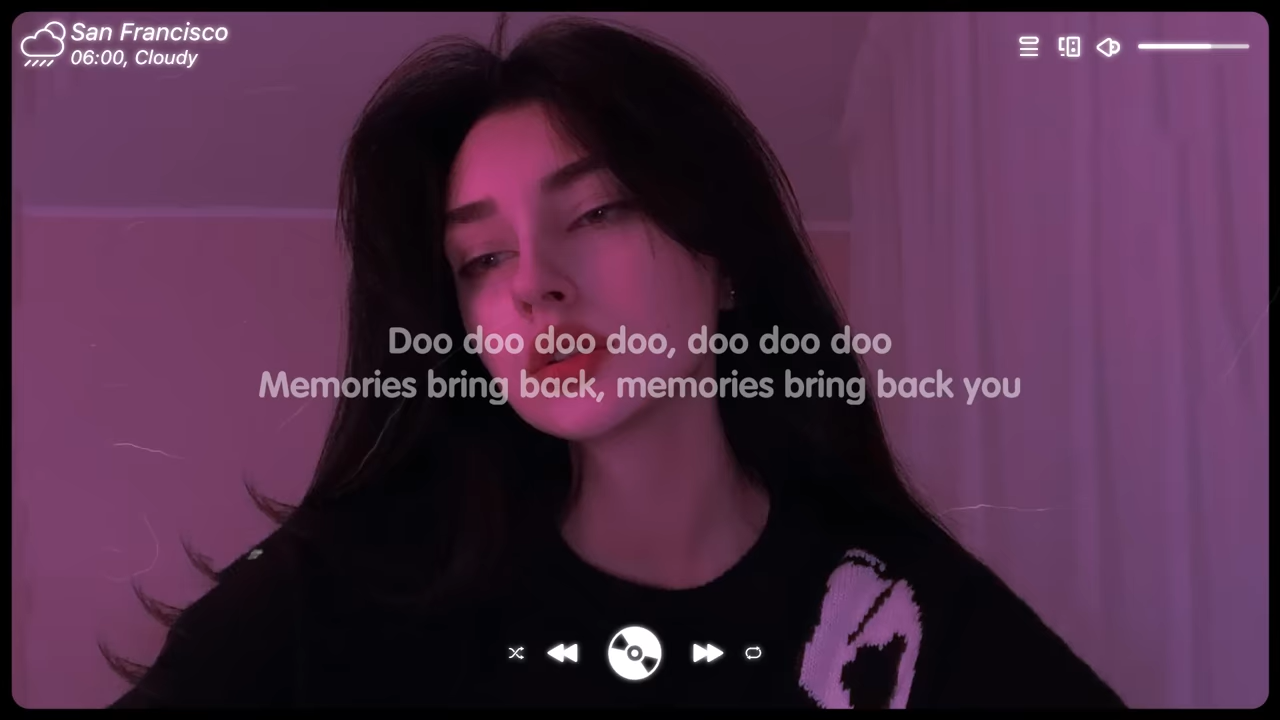 San Francisco
06:00, Cloudy
Doo doo doo doo, doo doo doo
Memories bring back, memories bring back you